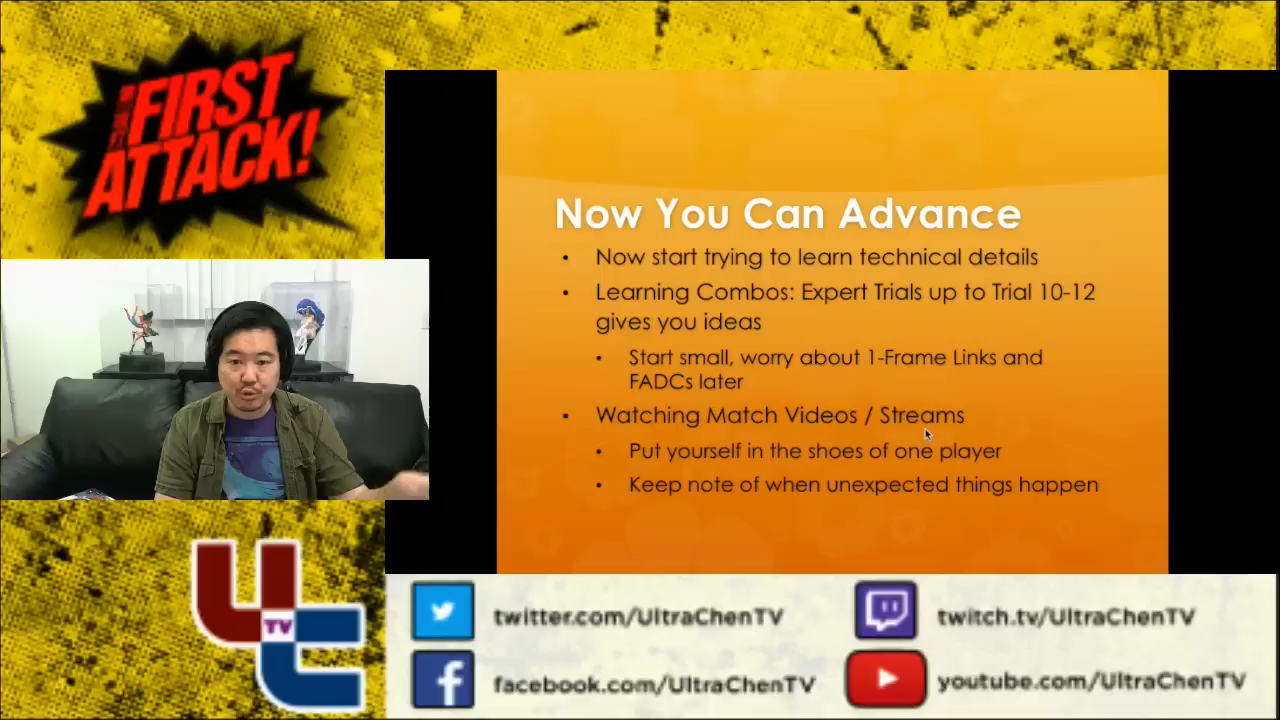 FIRST
ATTACK!
Now You Can Advance
• Now start trying to learn technical details
• Learning Combos: Expert Trials up to Trial 10-12
gives you ideas
• Start small, worry about 1-Frame Links and
FADCs later
• Watching Match Videos / Streams
• Put yourself in the shoes of one player
• Keep note of when unexpected things happen
UC
TV
twitter.com/UltraChenTV
twitch.tv/UltraChenTV
facebook.com/UltraChenTV
youtube.com/UltraChenTV